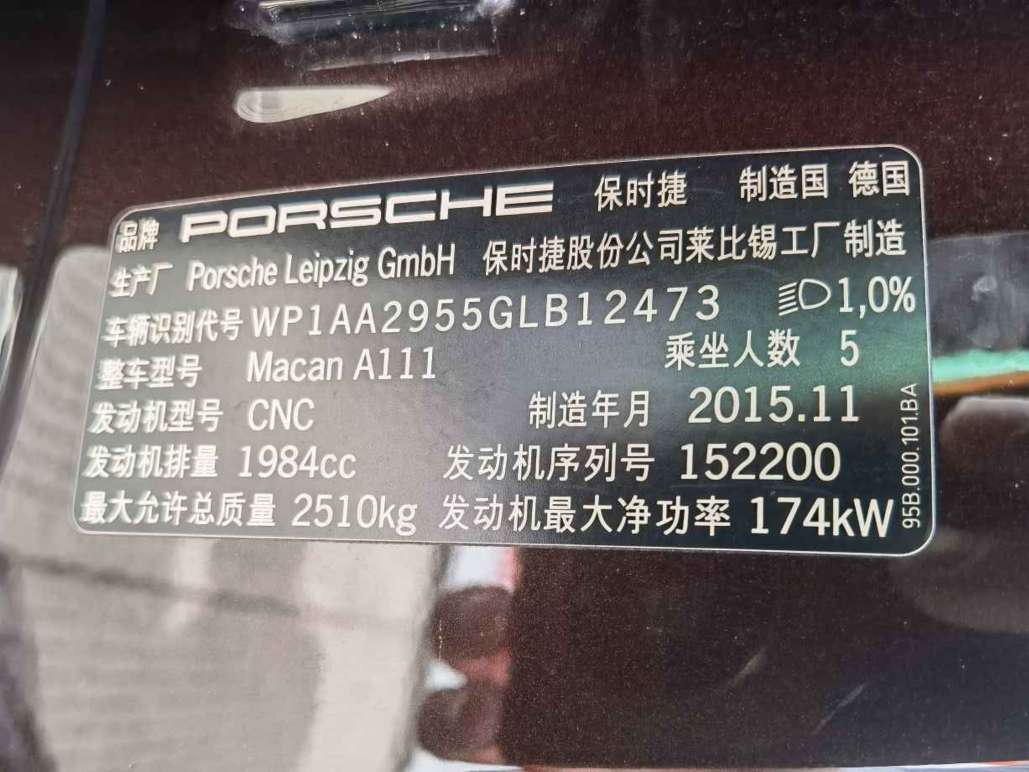 品牌 PORSCHE 保时捷 制造国 德国
生产厂 Porsche Leipzig GmbH 保时捷股份公司莱比锡工厂制造
车辆识别代号 WP1AA2955GLB12473 1,0%
整车型号 Macan A111 乘坐人数 5
发动机型号 CNC 制造年月 2015.11
发动机排量 1984cc 发动机序列号 152200
最大允许总质量 2510kg 发动机最大净功率 174kW
95B.000.101.BA